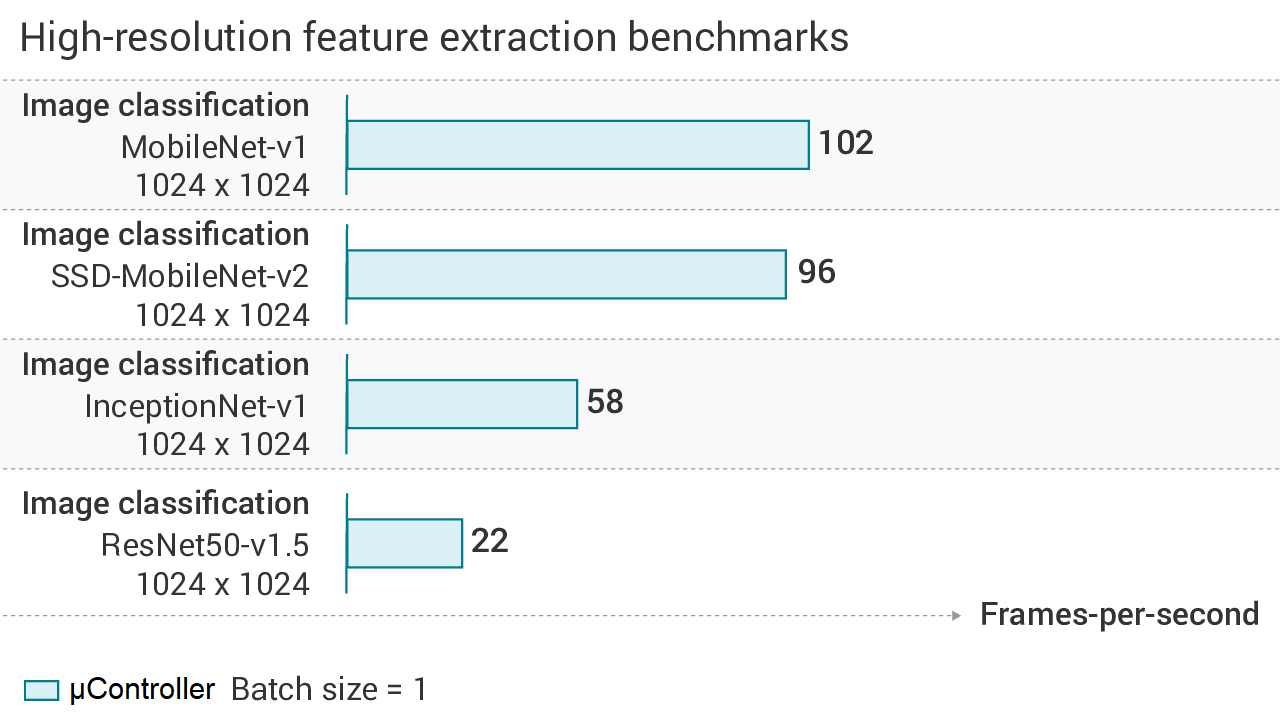 High-resolution feature extraction benchmarks
Image classification
MobileNet-v1
1024 x 1024
102
Image classification
SSD-MobileNet-v2
1024 x 1024
96
Image classification
InceptionNet-v1
1024 x 1024
58
Image classification
ResNet50-v1.5
1024 x 1024
22
Frames-per-second
µController Batch size = 1